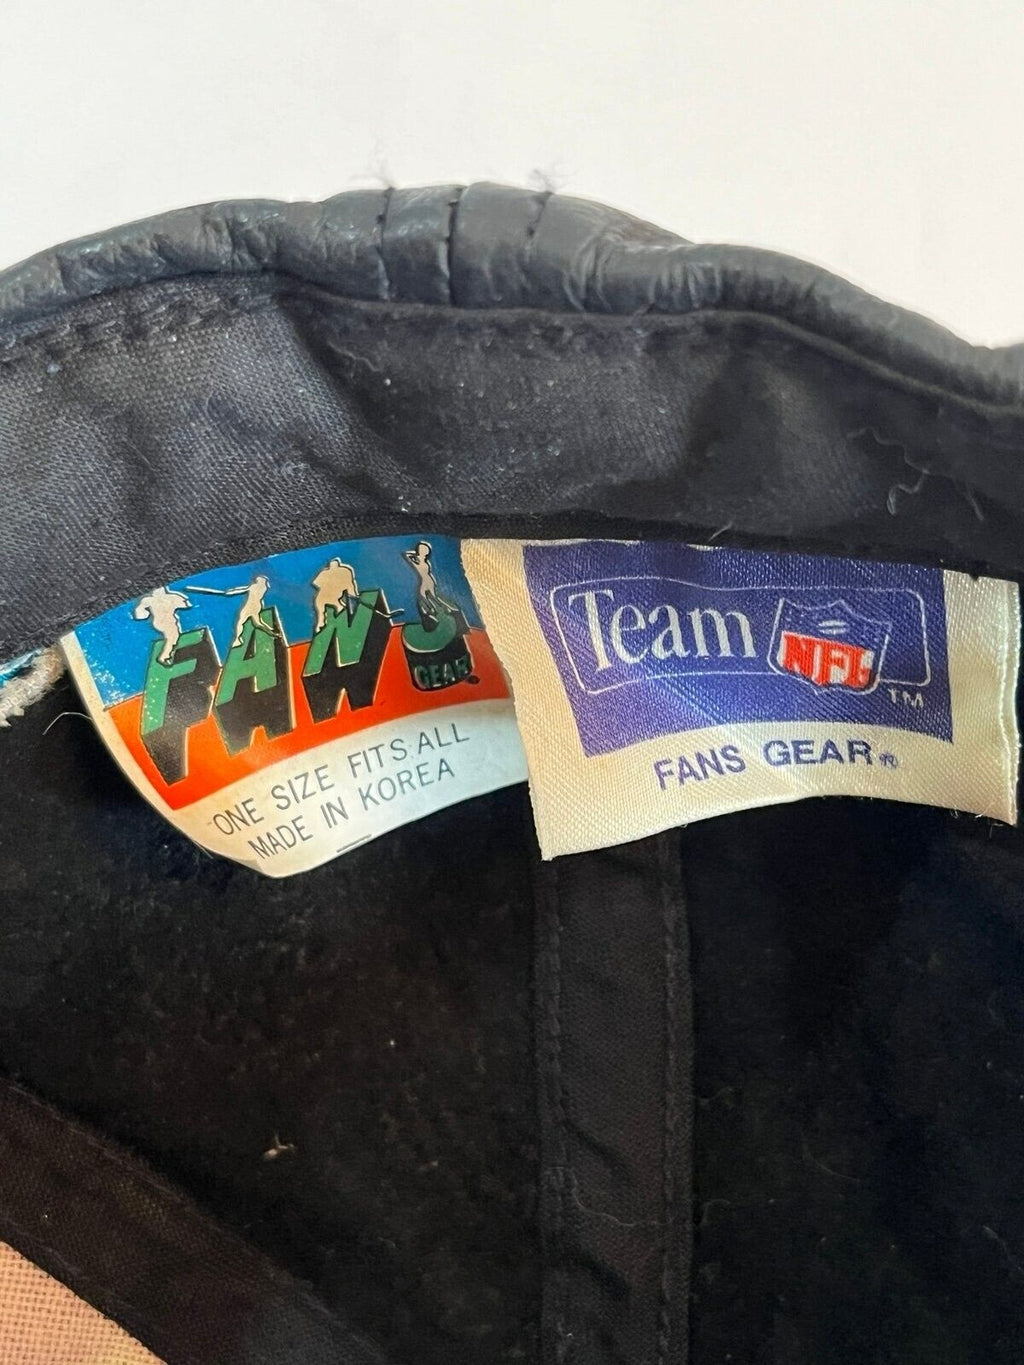 FANS
GEAR
ONE SIZE FITS ALL
MADE IN KOREA
Team NFL TM
FANS GEAR®